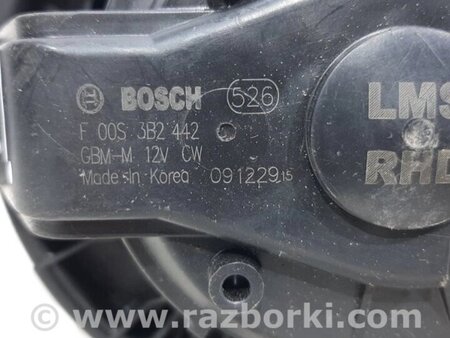 BOSCH 526
F 00S 3B2 442
GBM-M 12V CW
Made in Korea 091229 15
LMS
RHD
© www.razborki.com